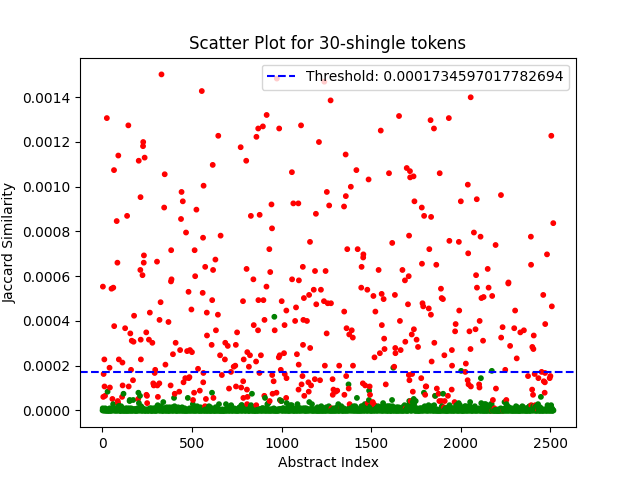 Scatter Plot for 30-shingle tokens
Threshold: 0.0001734597017782694
0.0014
0.0012
0.0010
0.0008
0.0006
0.0004
0.0002
0.0000
Jaccard Similarity
0 500 1000 1500 2000 2500
Abstract Index